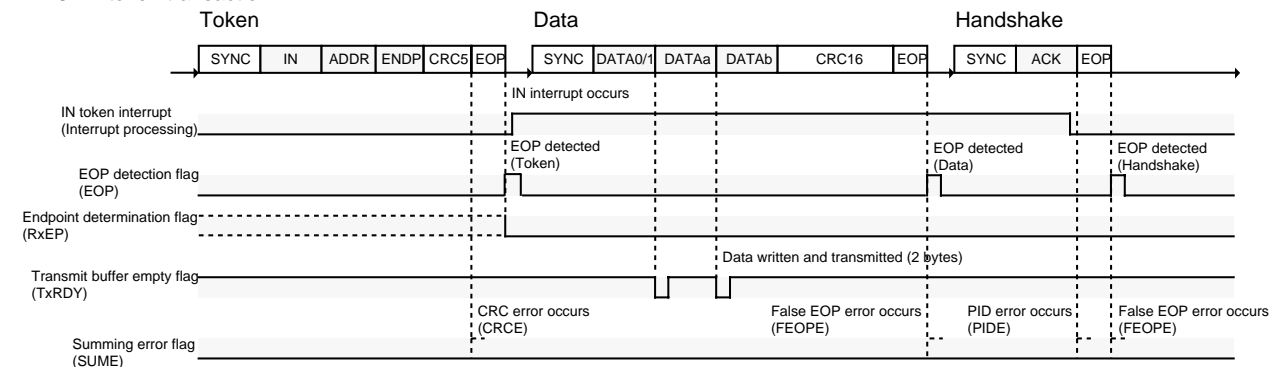 Token Data Handshake
SYNC IN ADDR ENDP CRC5 EOP SYNC DATA0/1 DATAa DATAb CRC16 EOP SYNC ACK EOP
IN interrupt occurs
IN token interrupt
(Interrupt processing)
EOP detected
(Token)
EOP detected
(Data)
EOP detected
(Handshake)
EOP detection flag
(EOP)
Endpoint determination flag
(RxEP)
Data written and transmitted (2 bytes)
Transmit buffer empty flag
(TxRDY)
CRC error occurs
(CRCE)
False EOP error occurs
(FEOPE)
PID error occurs
(PIDE)
False EOP error occurs
(FEOPE)
Summing error flag
(SUME)